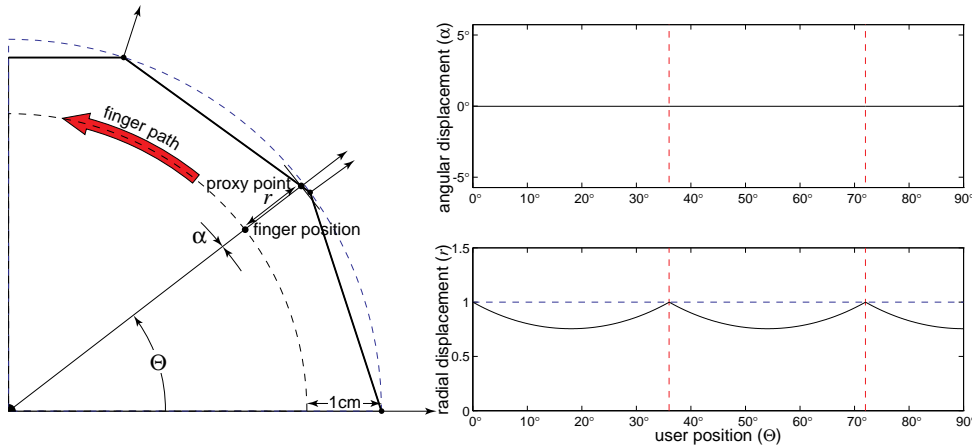 finger path
proxy point
r
finger position
α
Θ
1cm
angular displacement (α)
5°
0°
-5°
0° 10° 20° 30° 40° 50° 60° 70° 80° 90°
radial displacement (r)
1.5
1
0.5
0
0° 10° 20° 30° 40° 50° 60° 70° 80° 90°
user position (Θ)